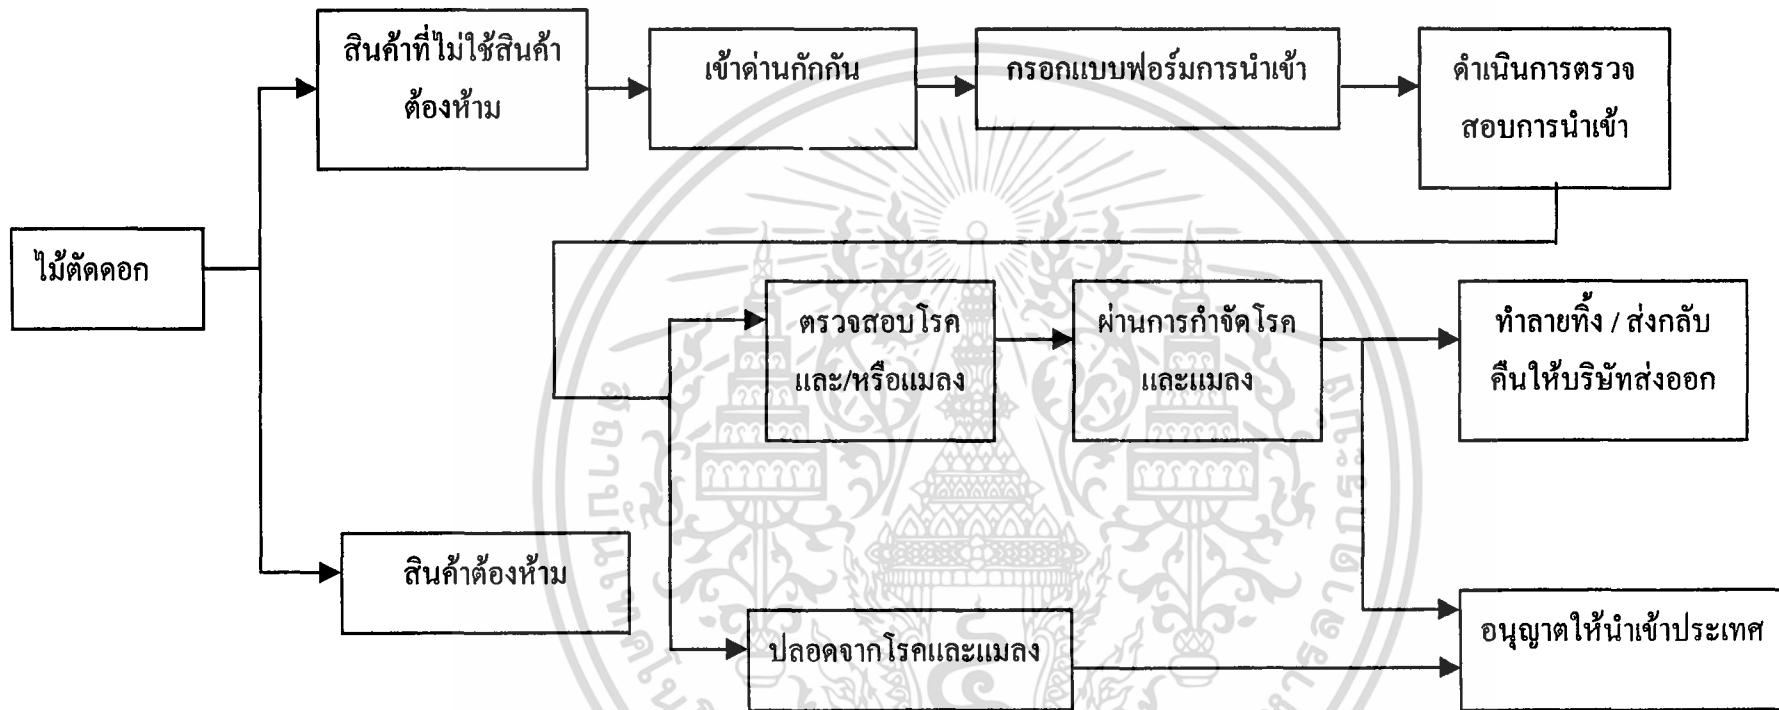 สินค้าที่ไม่ใช้สินค้า
ต้องห้าม
เข้าด่านกักกัน
กรอกแบบฟอร์มการนำเข้า
ดำเนินการตรวจ
สอบการนำเข้า
ไม้ตัดดอก
ตรวจสอบโรค
และ/หรือแมลง
ผ่านการกำจัดโรค
และแมลง
ทำลายทิ้ง / ส่งกลับ
คืนให้บริษัทส่งออก
สินค้าต้องห้าม
ปลอดจากโรคและแมลง
อนุญาตให้นำเข้าประเทศ